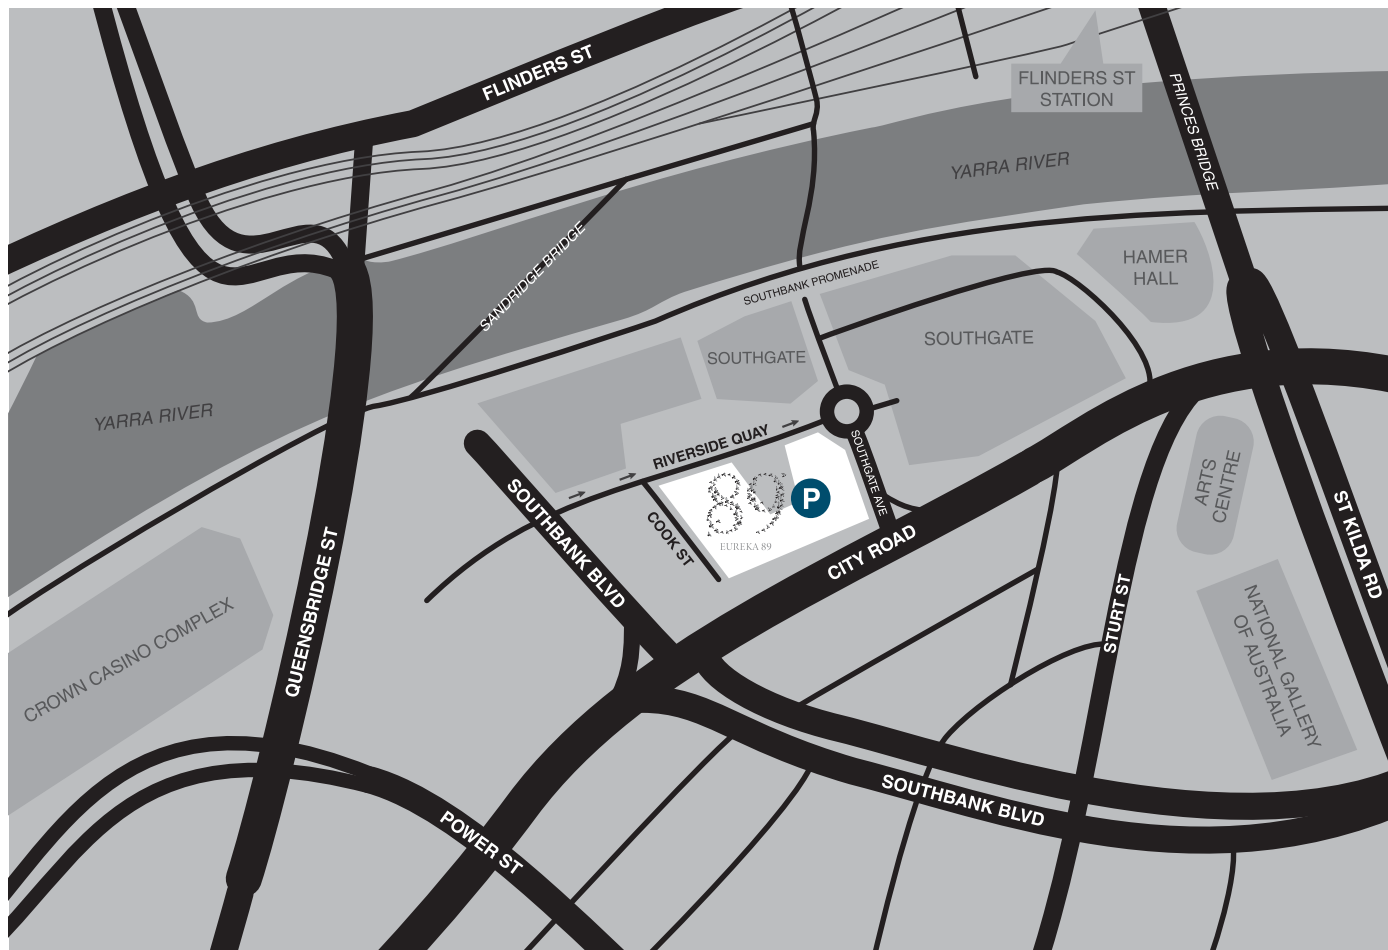 FLINDERS ST
FLINDERS ST
STATION
PRINCES BRIDGE
YARRA RIVER
SANDRIDGE BRIDGE
SOUTHBANK PROMENADE
HAMER
HALL
SOUTHGATE
SOUTHGATE
YARRA RIVER
RIVERSIDE QUAY
SOUTHGATE AVE
ARTS
CENTRE
ST KILDA RD
89
P
EUREKA 89
COOK ST
SOUTHBANK BLVD
CITY ROAD
QUEENSBRIDGE ST
CROWN CASINO COMPLEX
STURT ST
NATIONAL GALLERY
OF AUSTRALIA
SOUTHBANK BLVD
POWER ST